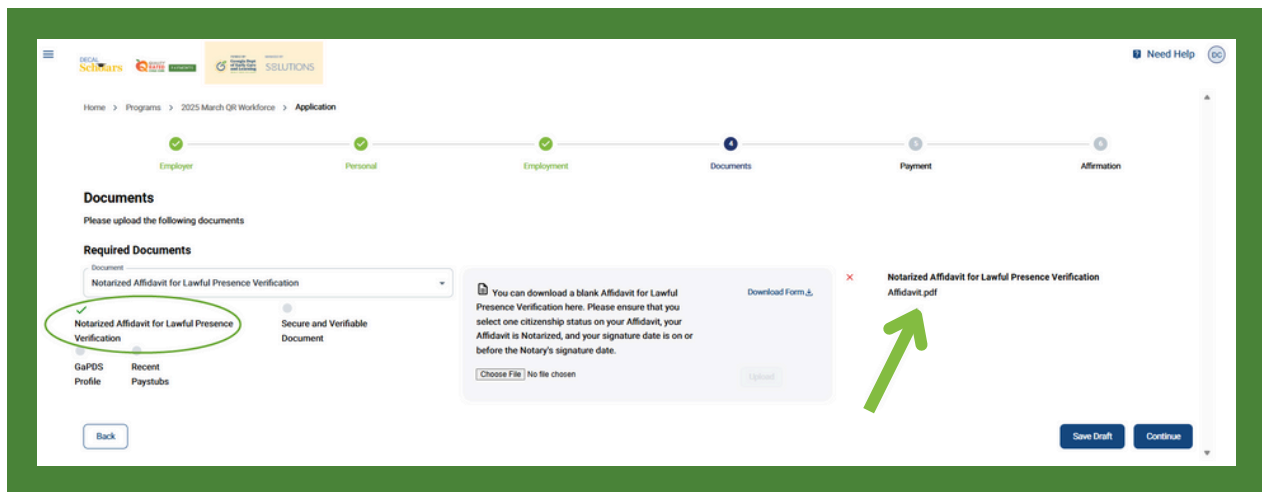 Need Help
DC
DECAL
Scholars
SOLUTIONS
Home > Programs > 2025 March QR Workforce > Application
4
5
6
Employer
Personal
Employment
Documents
Payment
Affirmation
Documents
Please upload the following documents
Required Documents
Document
Notarized Affidavit for Lawful Presence Verification
Notarized Affidavit for Lawful Presence
Verification
Secure and Verifiable
Document
GaPDS
Profile
Recent
Paystubs
You can download a blank Affidavit for Lawful
Presence Verification here. Please ensure that you
select one citizenship status on your Affidavit, your
Affidavit is Notarized, and your signature date is on or
before the Notary's signature date.
Download Form
Choose File No file chosen
Upload
Notarized Affidavit for Lawful Presence Verification
Affidavit.pdf
Back
Save Draft
Continue